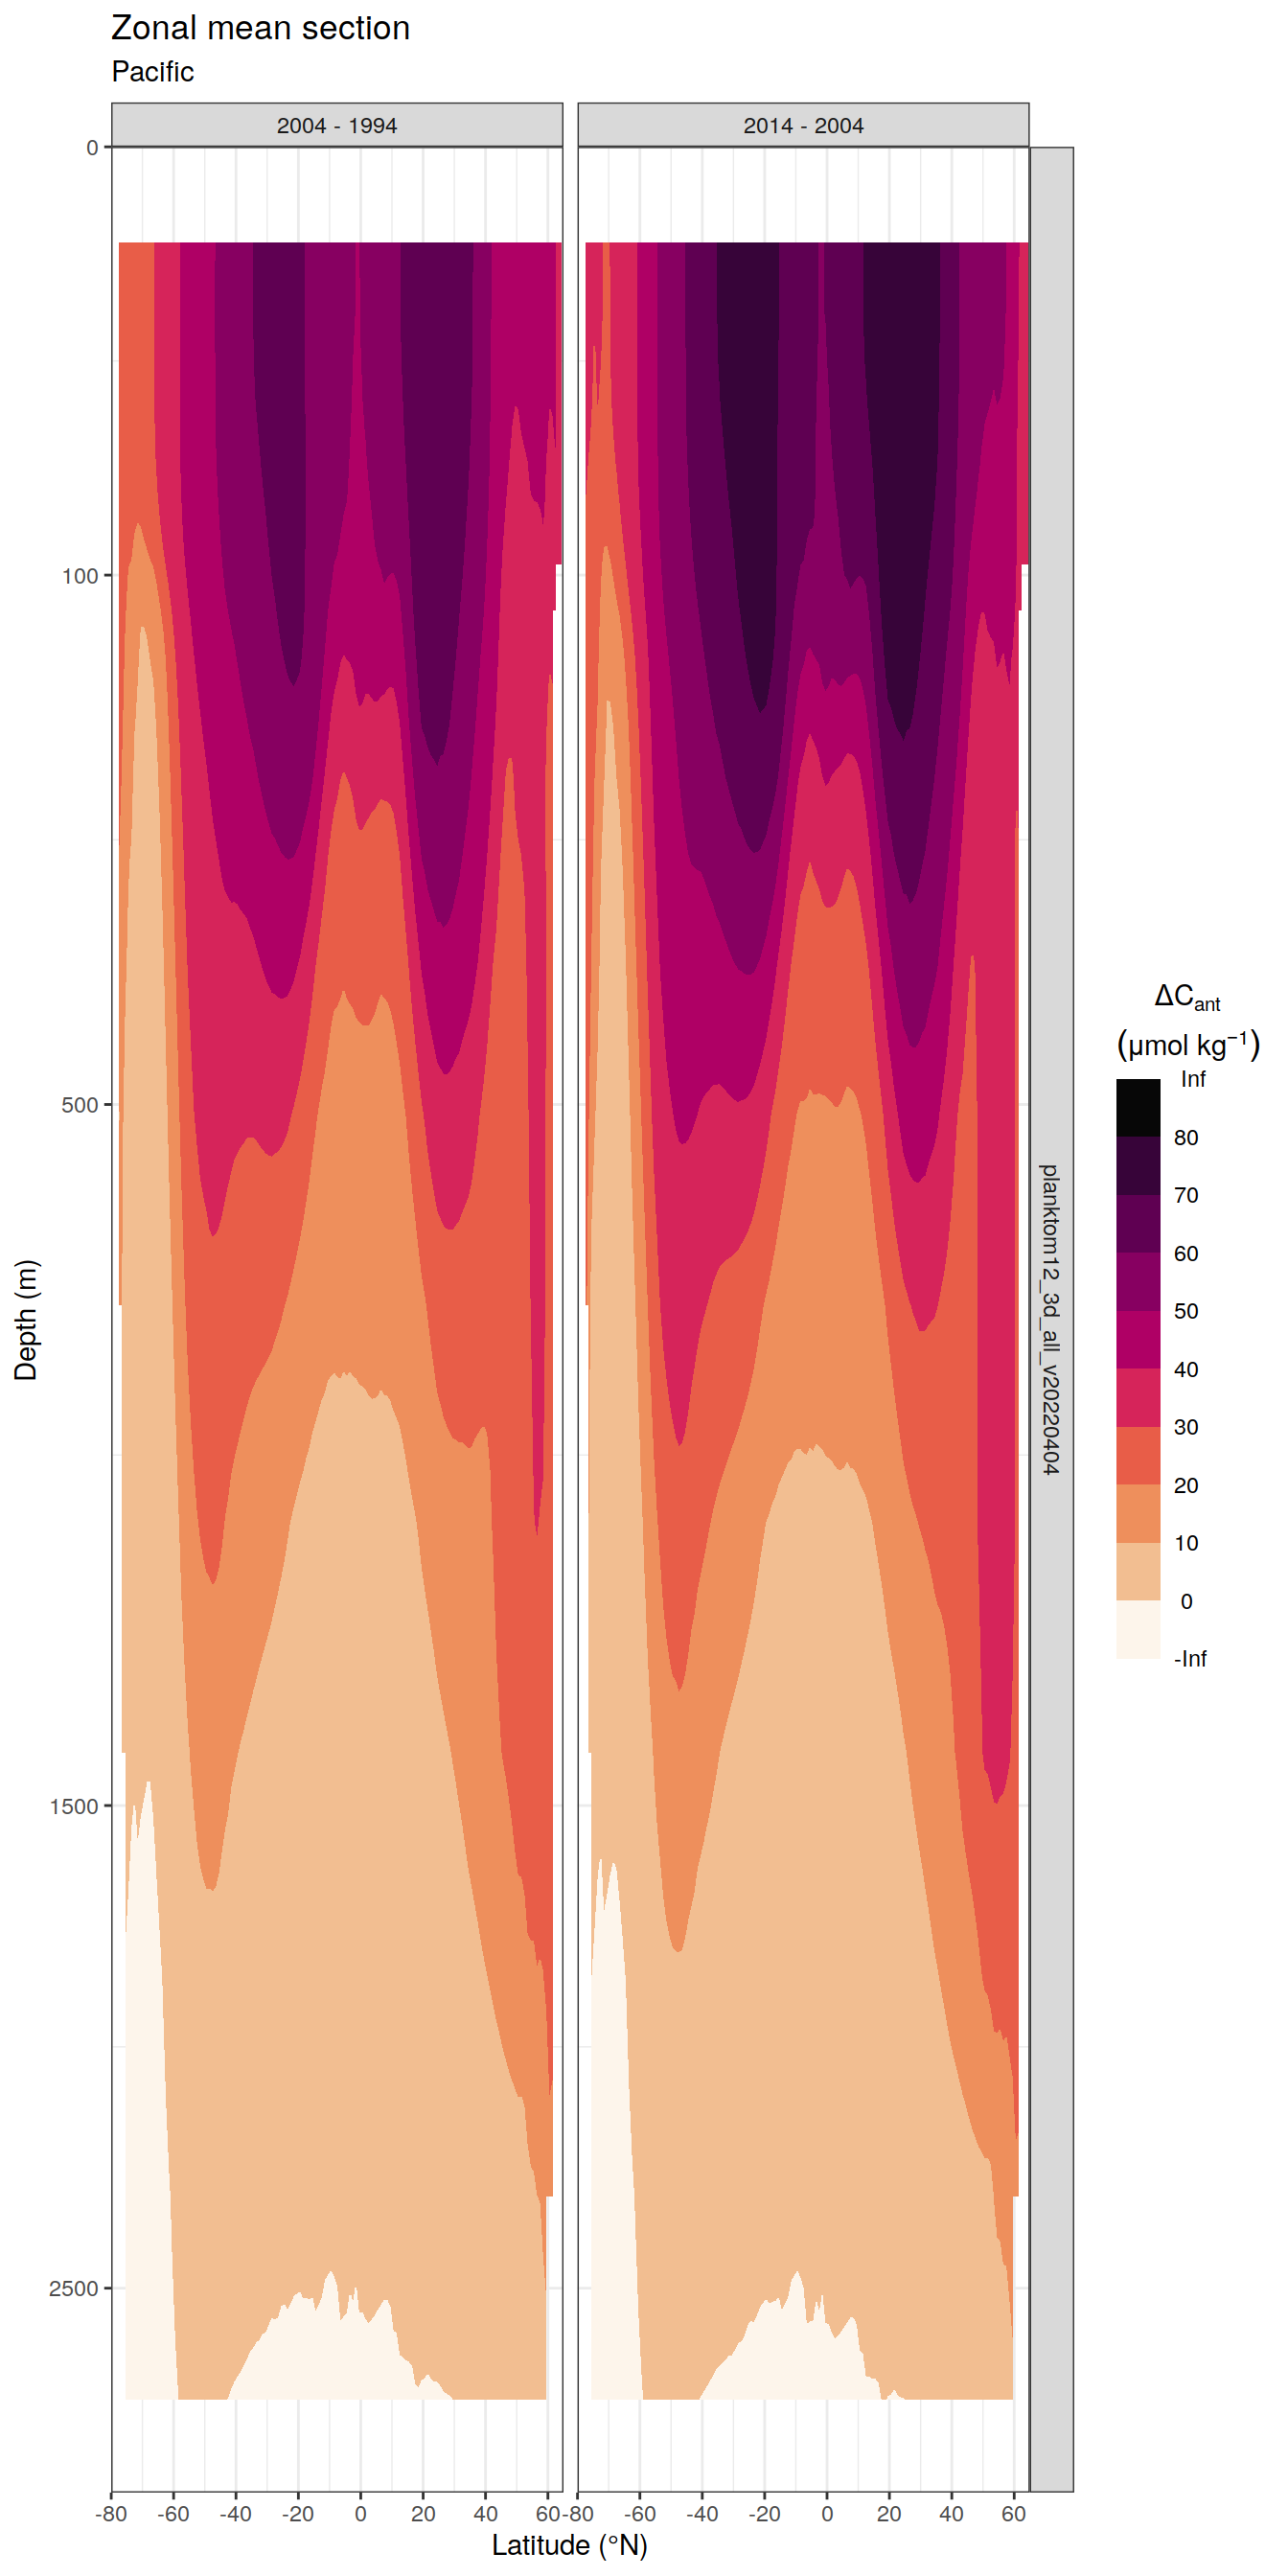 Zonal mean section
Pacific
2004 - 1994
2014 - 2004
0
100
500
1500
2500
Depth (m)
-80 -60 -40 -20 0 20 40 60
-80 -60 -40 -20 0 20 40 60
Latitude (°N)
planktom12_3d_all_v20220404
ΔC_ant
(μmol kg⁻¹)
Inf
80
70
60
50
40
30
20
10
0
-Inf